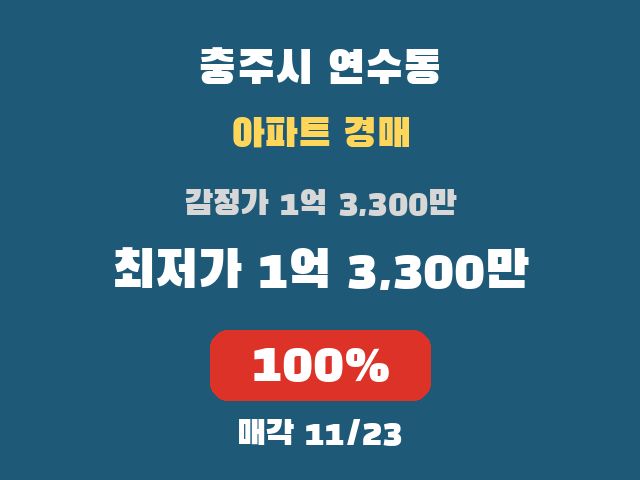 충주시 연수동
아파트 경매
감정가 1억 3,300만
최저가 1억 3,300만
100%
매각 11/23